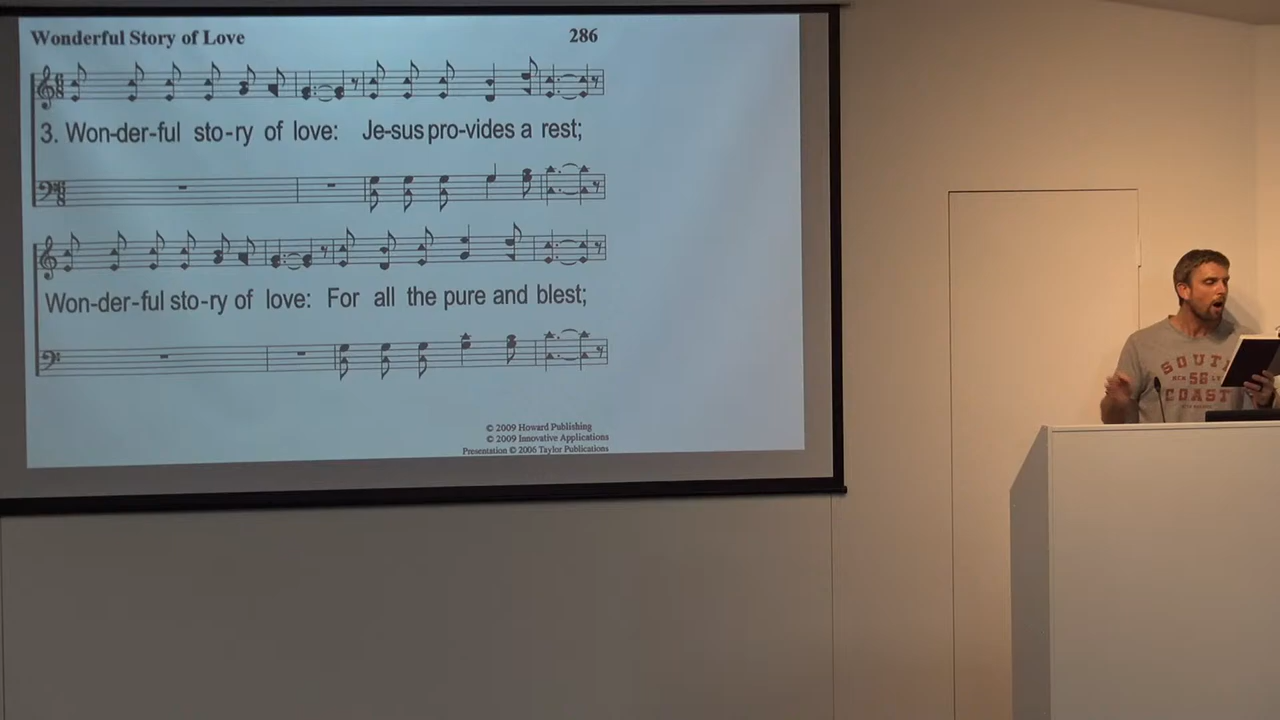 Wonderful Story of Love 286
3. Won-der-ful sto-ry of love: Je-sus pro-vides a rest;
Won-der-ful sto-ry of love: For all the pure and blest;
© 2009 Howard Publishing
© 2009 Innovative Applications
Presentation © 2006 Taylor Publications
SOUTH
56
COAST